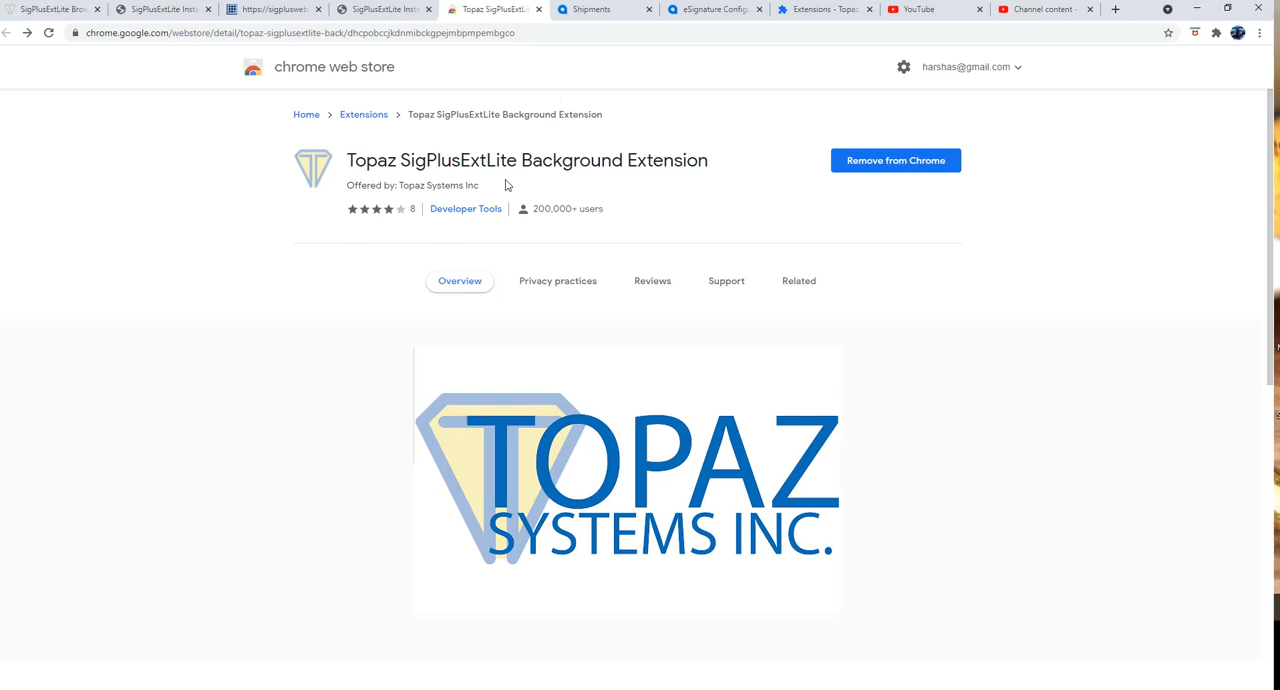 SigPlusExtLite Brow
SigPlusExtLite Insta
https://sigplusweb
SigPlusExtLite Insta
Topaz SigPlusExtLi
Shipments
eSignature Configu
Extensions - Topaz
YouTube
Channel content -
chrome.google.com/webstore/detail/topaz-sigplusextlite-back/dhcpobccjkdnmibckgpejmbpmpembgco
chrome web store
harshas@gmail.com
Home > Extensions > Topaz SigPlusExtLite Background Extension
Topaz SigPlusExtLite Background Extension
Remove from Chrome
Offered by: Topaz Systems Inc
8 Developer Tools 200,000+ users
Overview Privacy practices Reviews Support Related
TOPAZ
SYSTEMS INC.